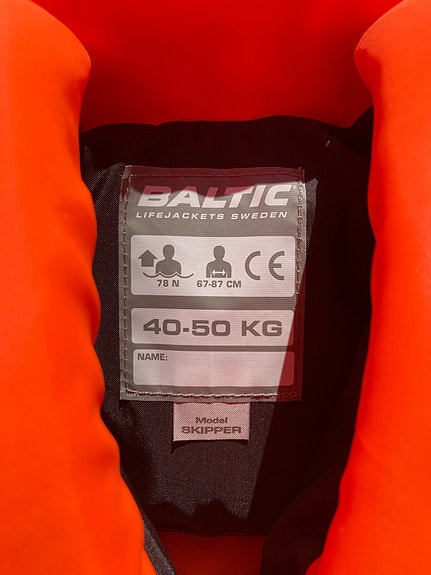 BALTIC
LIFEJACKETS SWEDEN
78 N 67-87 CM CE
40-50 KG
NAME:
Model
SKIPPER